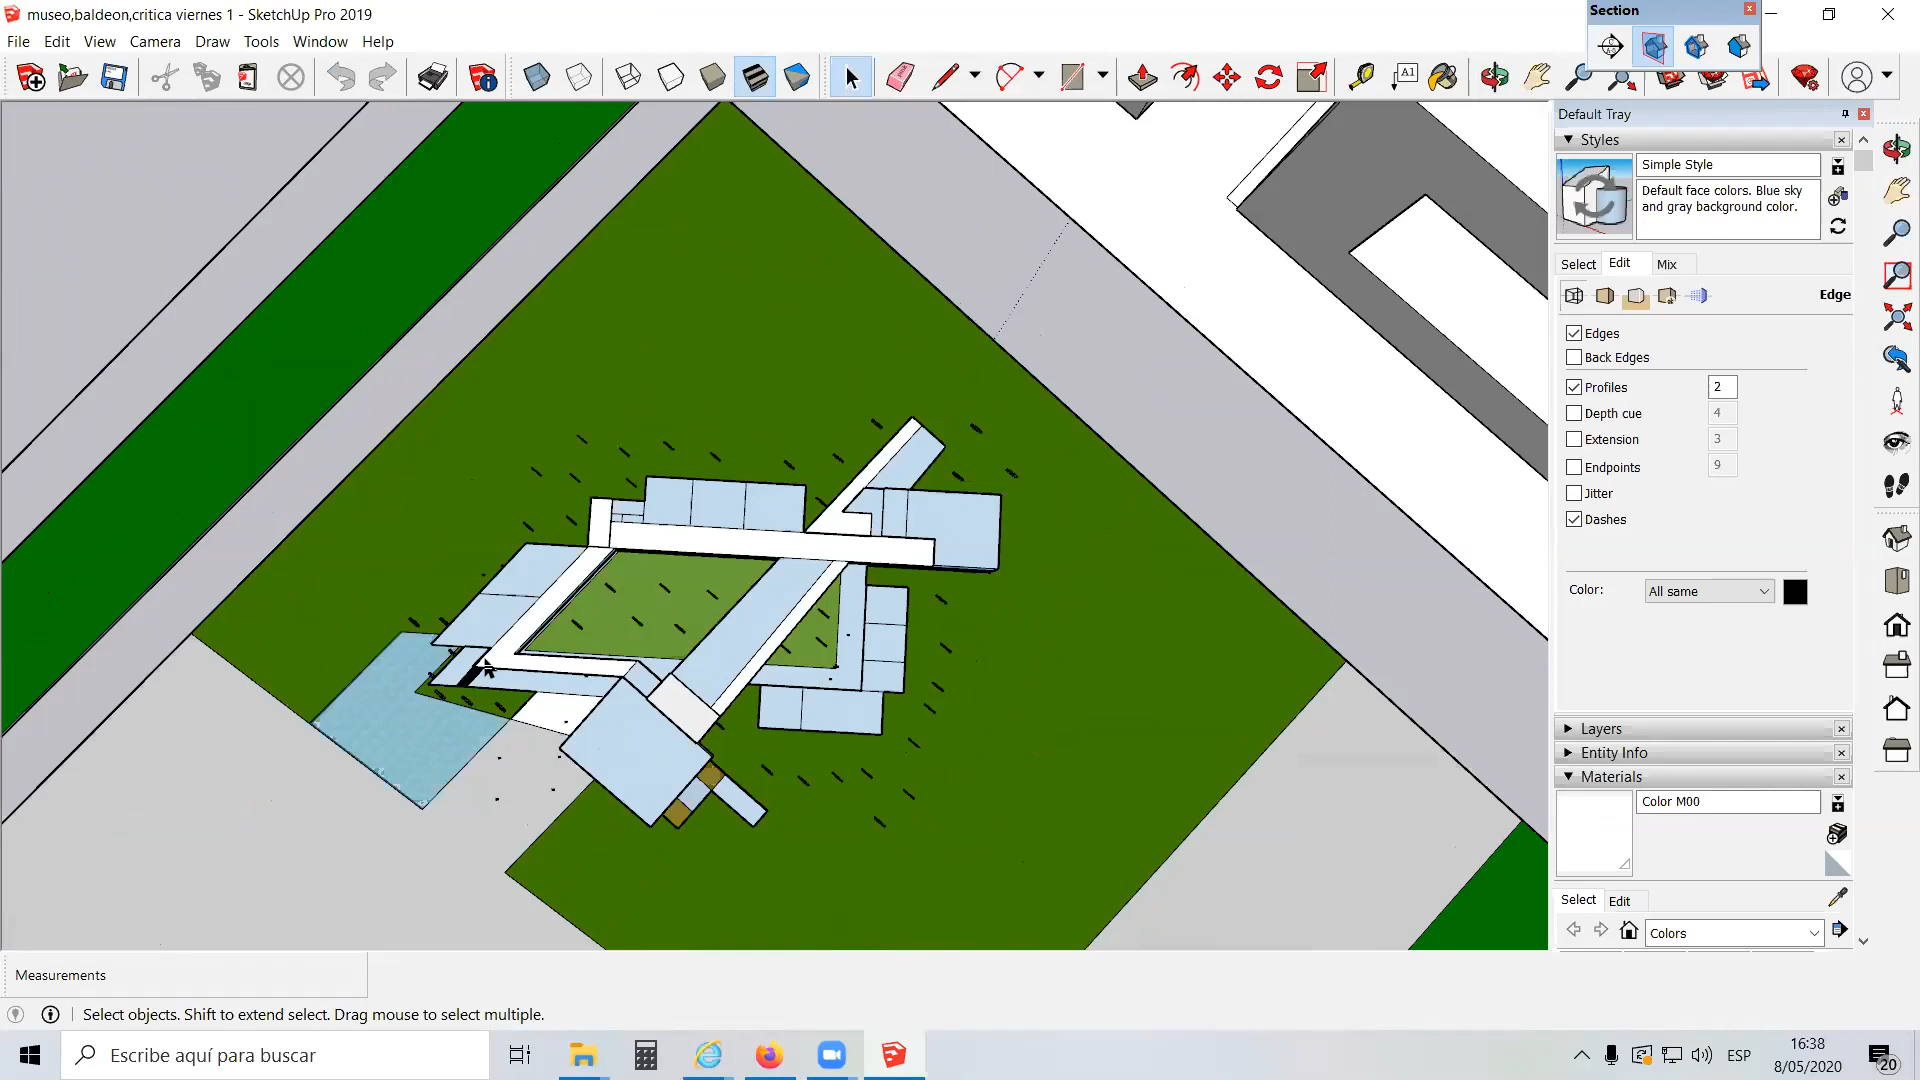 museo,baldeon,critica viernes 1 - SketchUp Pro 2019
Section
File Edit View Camera Draw Tools Window Help
A1
Default Tray
Styles
Simple Style
Default face colors. Blue sky
and gray background color.
Select Edit Mix
Edge
Edges
Back Edges
Profiles 2
Depth cue 4
Extension 3
Endpoints 9
Jitter
Dashes
Color: All same
Layers
Entity Info
Materials
Color M00
Select Edit
Colors
Measurements
Select objects. Shift to extend select. Drag mouse to select multiple.
Escribe aquí para buscar
ESP
16:38
8/05/2020
20